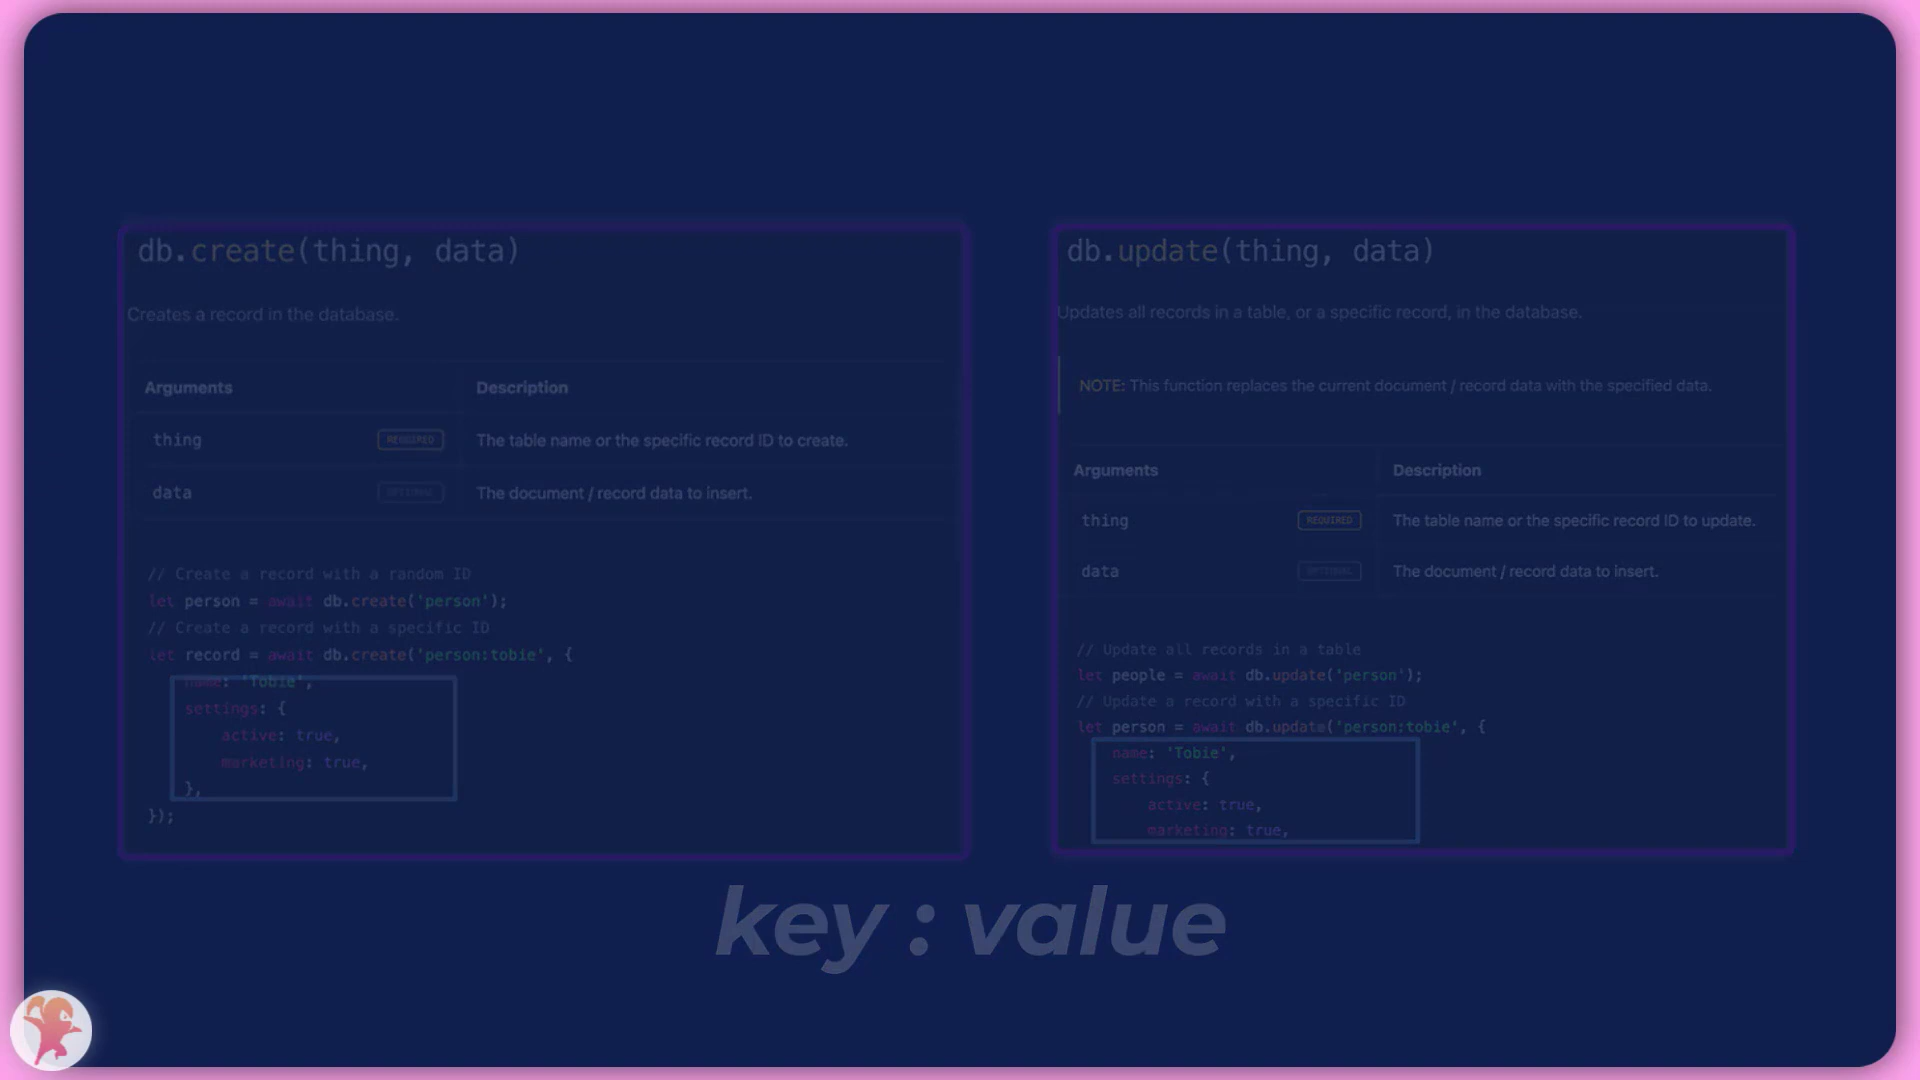 db.create(thing, data)
Creates a record in the database.
Arguments Description
thing REQUIRED The table name or the specific record ID to create.
data OPTIONAL The document / record data to insert.
// Create a record with a random ID
let person = await db.create('person');
// Create a record with a specific ID
let record = await db.create('person:tobie', {
name: 'Tobie',
settings: {
active: true,
marketing: true,
},
});
db.update(thing, data)
Updates all records in a table, or a specific record, in the database.
NOTE: This function replaces the current document / record data with the specified data.
Arguments Description
thing REQUIRED The table name or the specific record ID to update.
data OPTIONAL The document / record data to insert.
// Update all records in a table
let people = await db.update('person');
// Update a record with a specific ID
let person = await db.update('person:tobie', {
name: 'Tobie',
settings: {
active: true,
marketing: true,
key : value